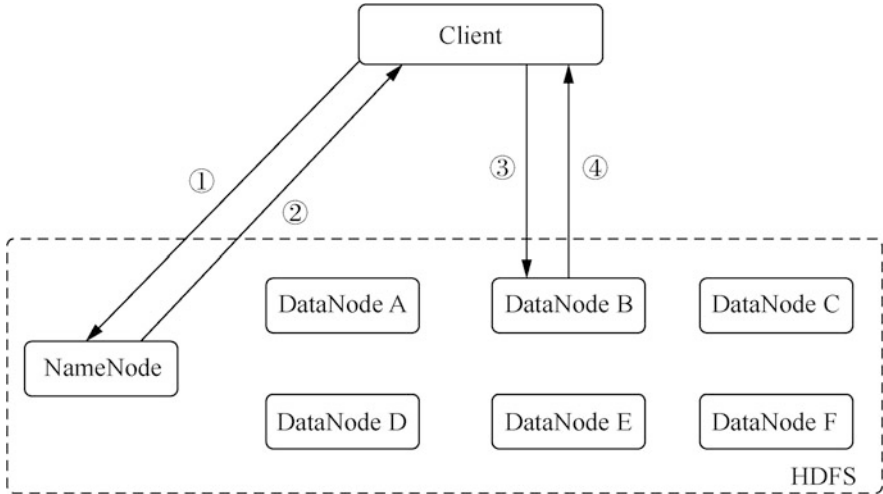 Client
①
③
④
②
DataNode A
DataNode B
DataNode C
NameNode
DataNode D
DataNode E
DataNode F
HDFS